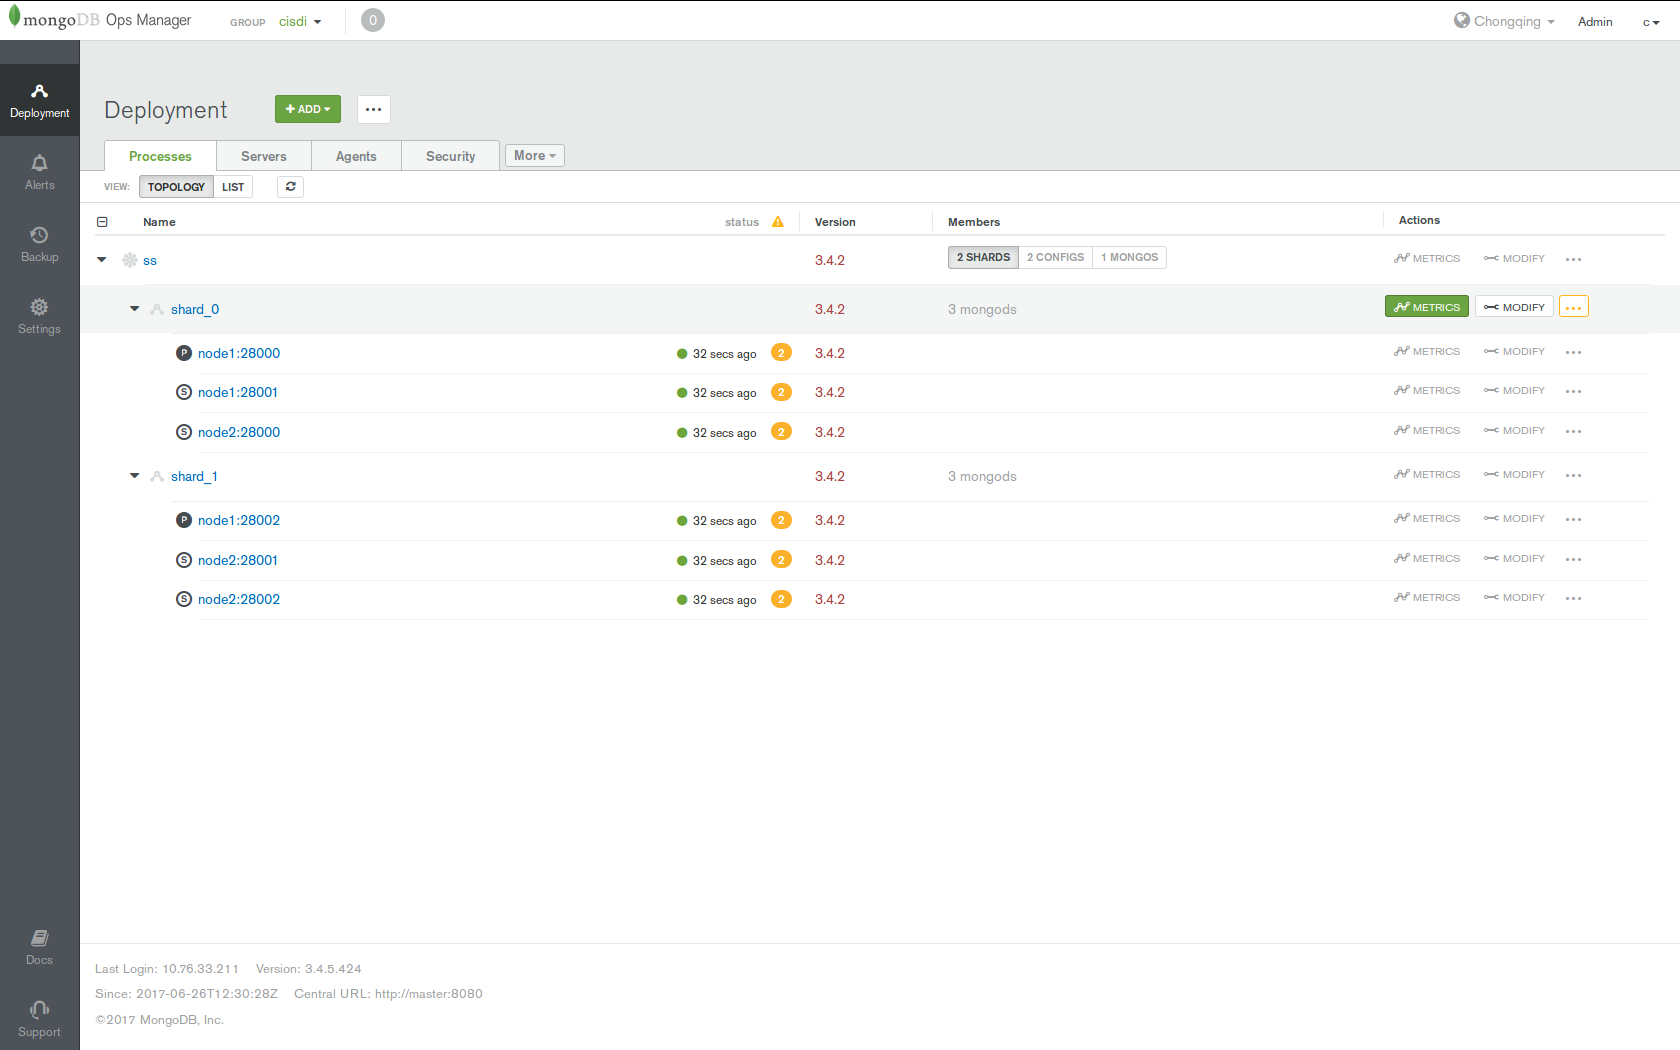 mongoDB Ops Manager GROUP cisdi 0 Chongqing Admin c
Deployment
Alerts
Backup
Settings
Docs
Support
Deployment + ADD ...
Processes Servers Agents Security More
VIEW: TOPOLOGY LIST
Name status Version Members Actions
ss 3.4.2 2 SHARDS 2 CONFIGS 1 MONGOS METRICS MODIFY ...
shard_0 3.4.2 3 mongods METRICS MODIFY ...
P node1:28000 32 secs ago 2 3.4.2 METRICS MODIFY ...
S node1:28001 32 secs ago 2 3.4.2 METRICS MODIFY ...
S node2:28000 32 secs ago 2 3.4.2 METRICS MODIFY ...
shard_1 3.4.2 3 mongods METRICS MODIFY ...
P node1:28002 32 secs ago 2 3.4.2 METRICS MODIFY ...
S node2:28001 32 secs ago 2 3.4.2 METRICS MODIFY ...
S node2:28002 32 secs ago 2 3.4.2 METRICS MODIFY ...
Last Login: 10.76.33.211 Version: 3.4.5.424
Since: 2017-06-26T12:30:28Z Central URL: http://master:8080
©2017 MongoDB, Inc.